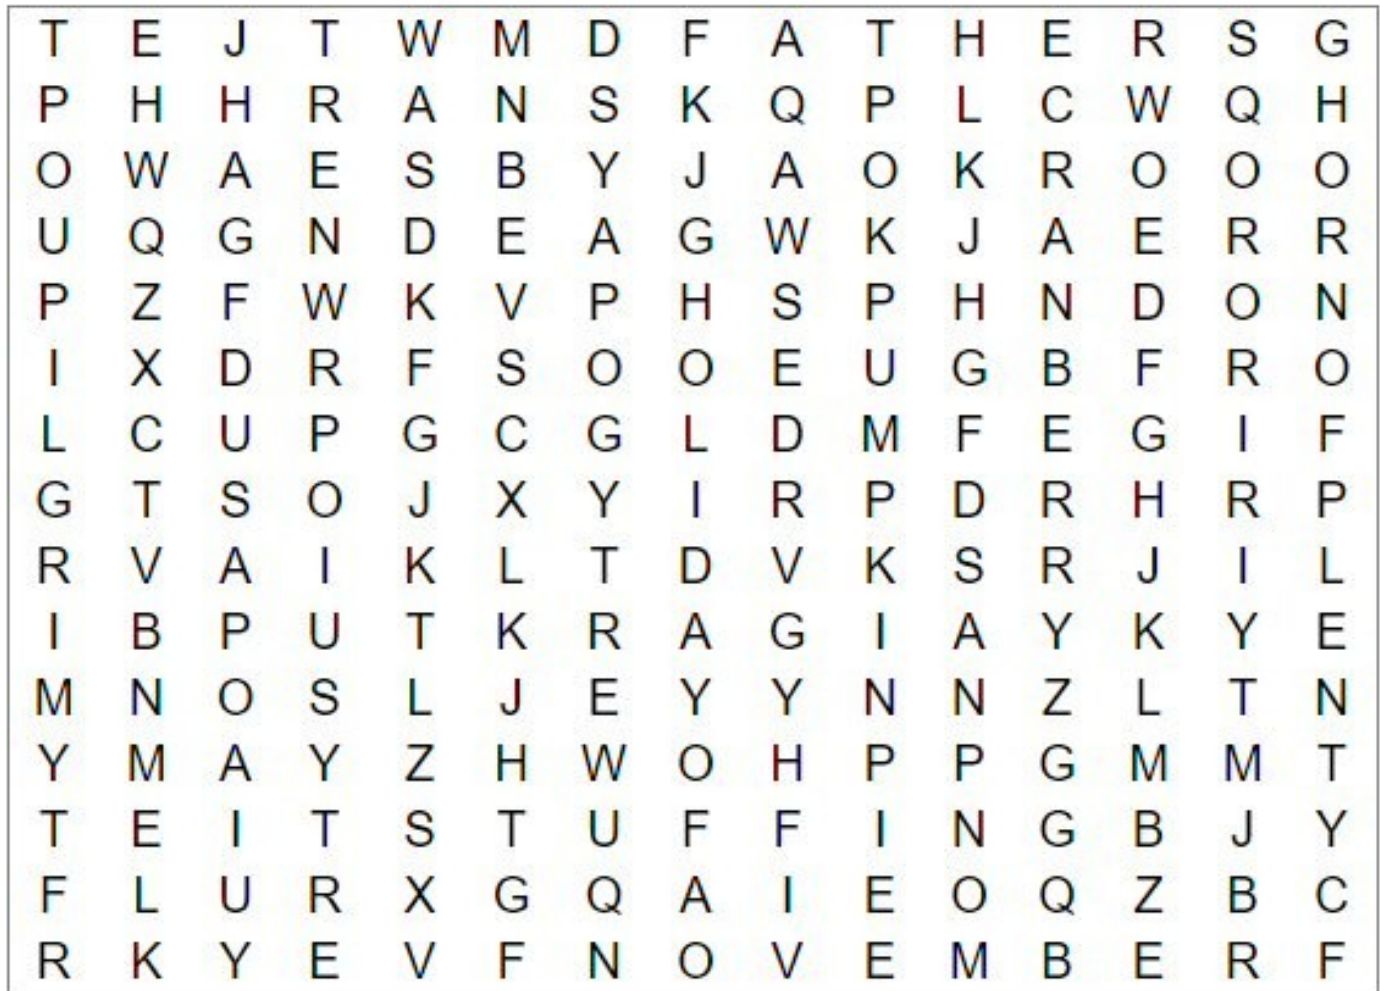 T E J T W M D F A T H E R S G
P H H R A N S K Q P L C W Q H
O W A E S B Y J A O K R O O O
U Q G N D E A G W K J A E R R
P Z F W K V P H S P H N D O N
I X D R F S O O E U G B F R O
L C U P G C G L D M F E G I F
G T S O J X Y I R P D R H R P
R V A I K L T D V K S R J I L
I B P U T K R A G I A Y K Y E
M N O S L J E Y Y N N Z L T N
Y M A Y Z H W O H P P G M M T
T E I T S T U F F I N G B J Y
F L U R X G Q A I E O Q Z B C
R K Y E V F N O V E M B E R F